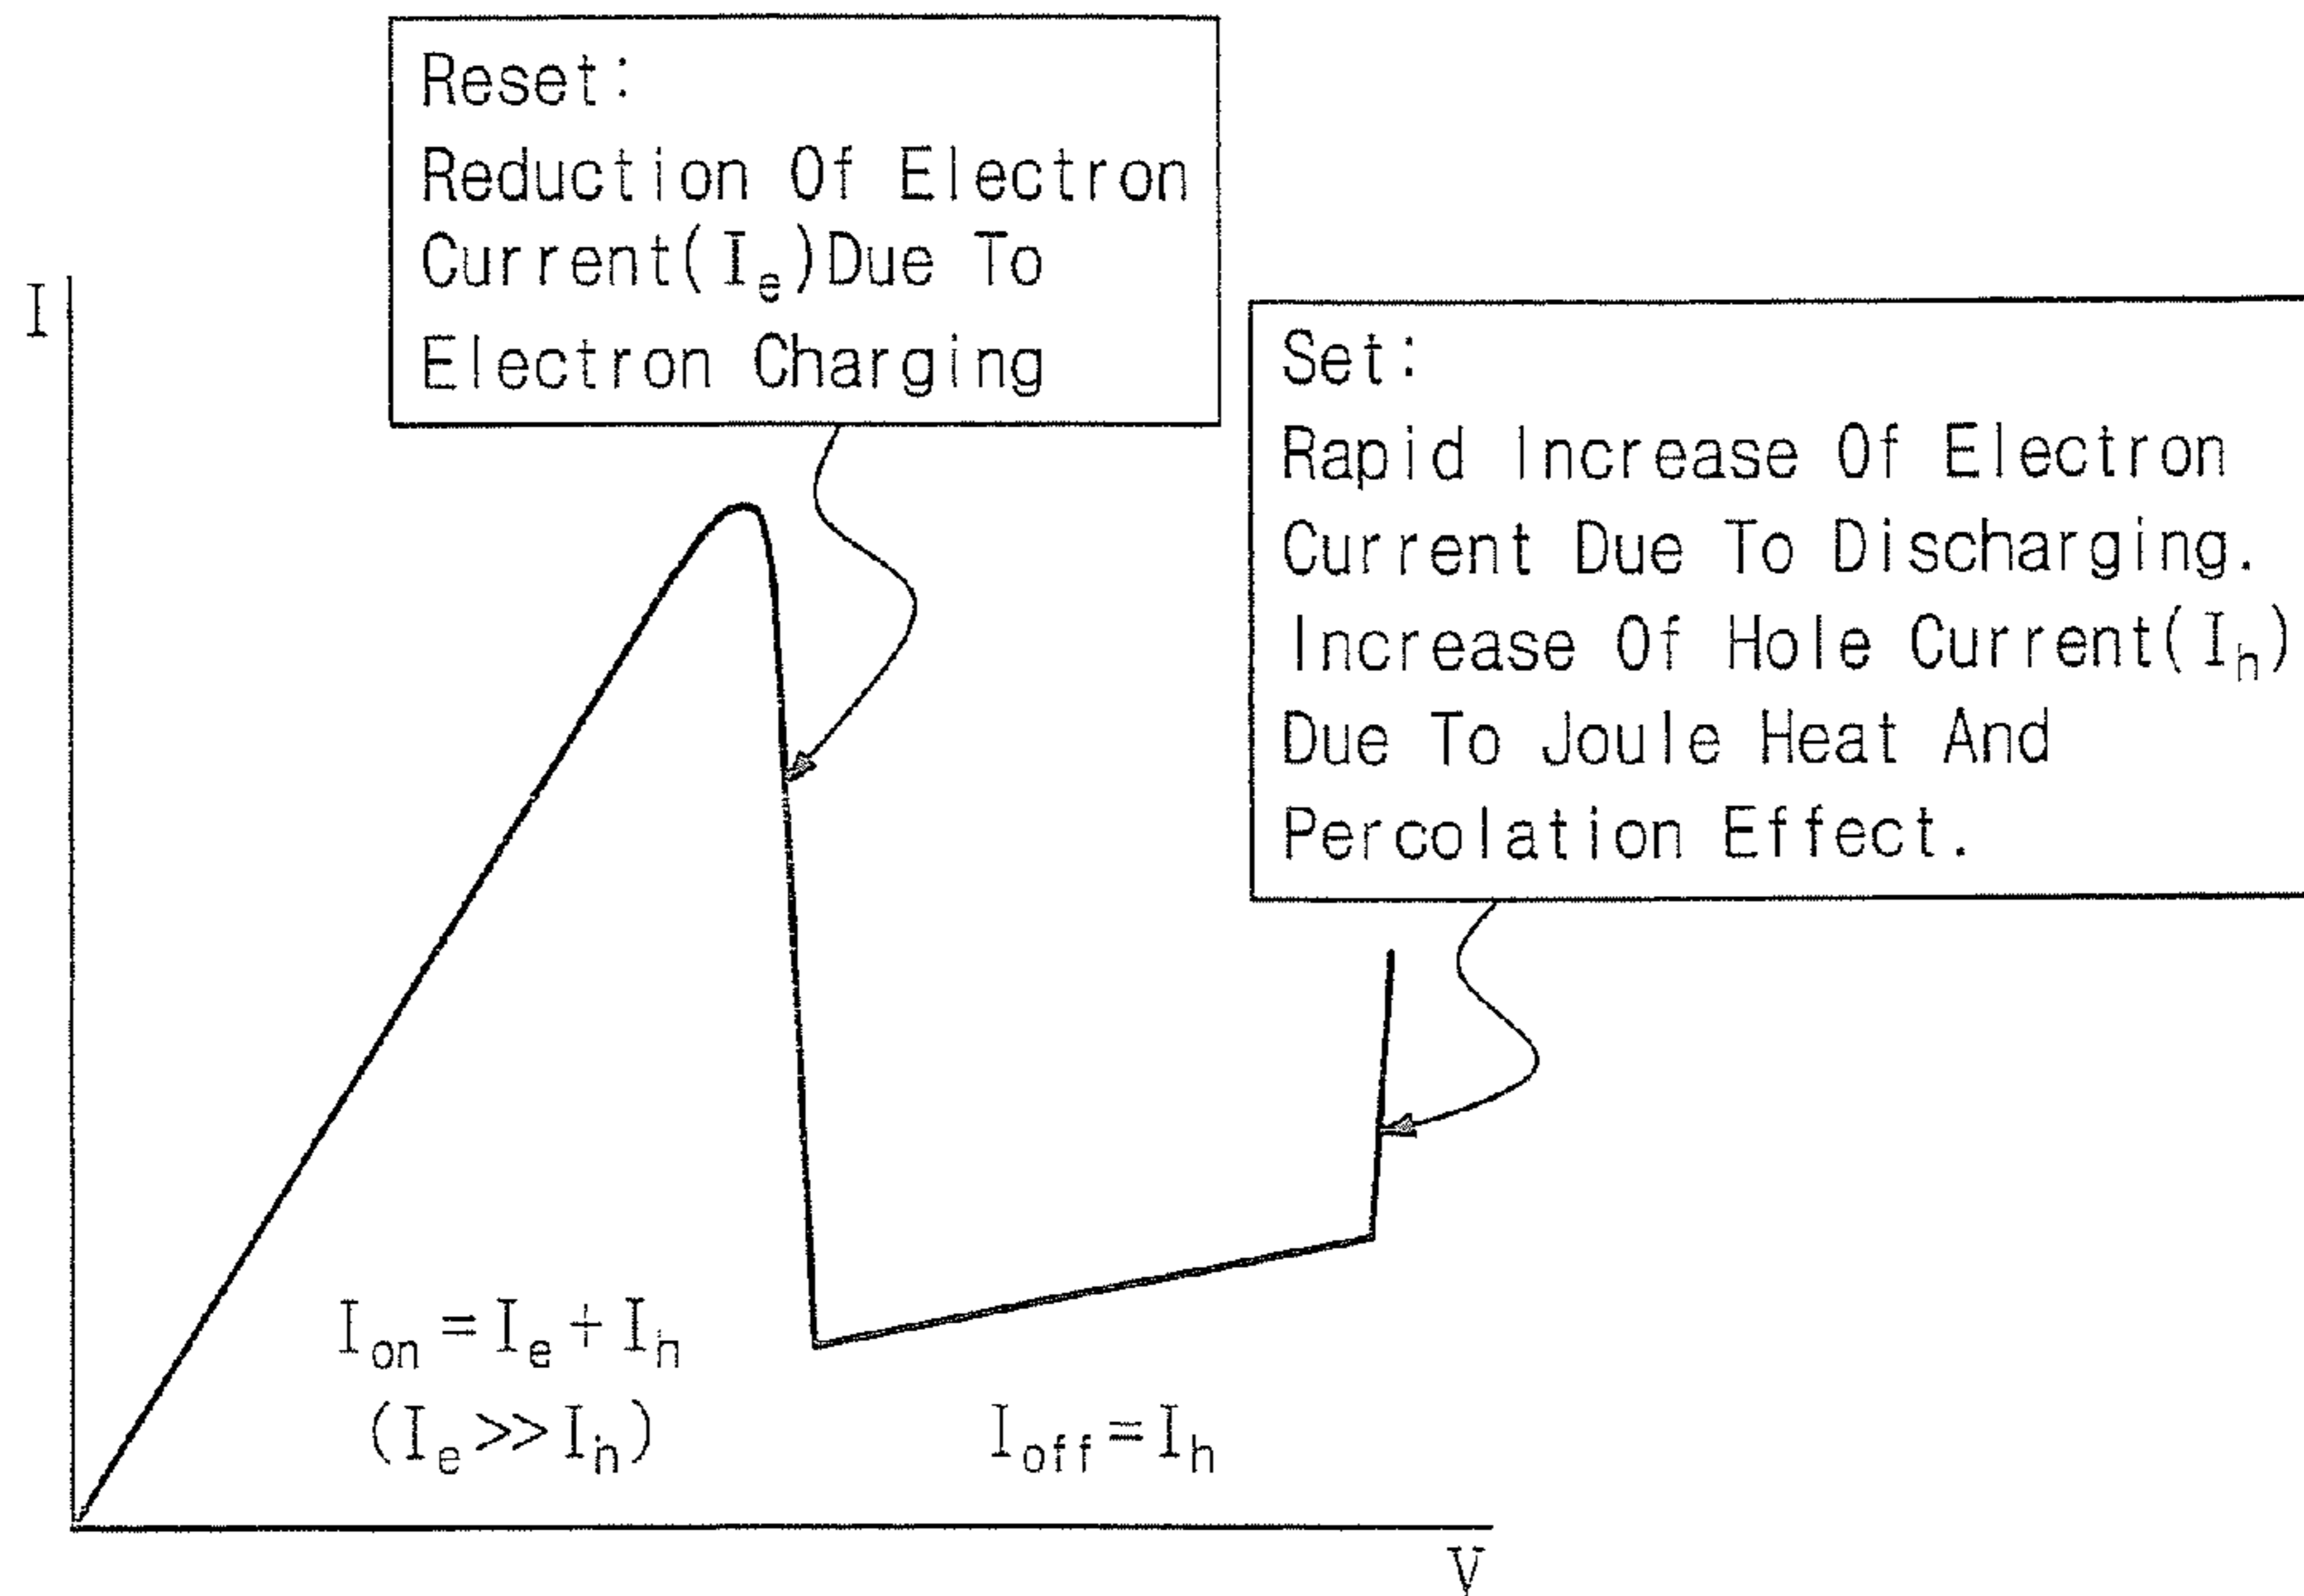 Reset:
Reduction Of Electron
Current(Iₑ)Due To
Electron Charging
I
Set:
Rapid Increase Of Electron
Current Due To Discharging.
Increase Of Hole Current(Iₕ)
Due To Joule Heat And
Percolation Effect.
Iₒₙ=Iₑ+Iₕ
(Iₑ>>Iₕ)
I_off=Iₕ
V